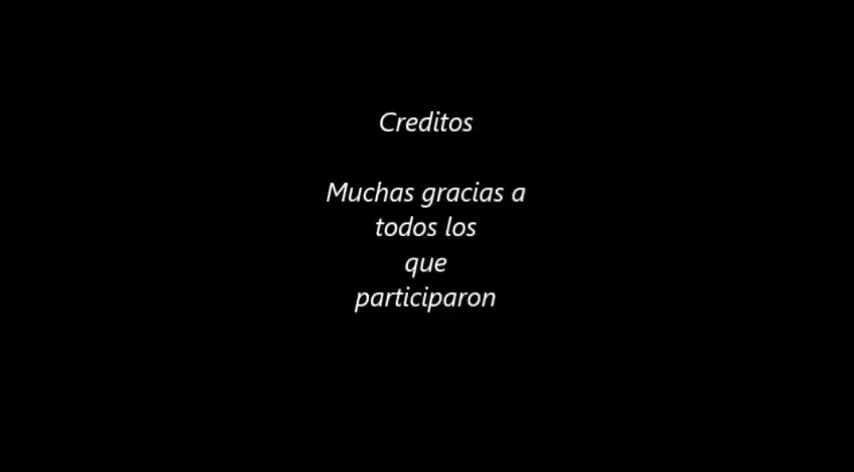 Creditos
Muchas gracias a
todos los
que
participaron